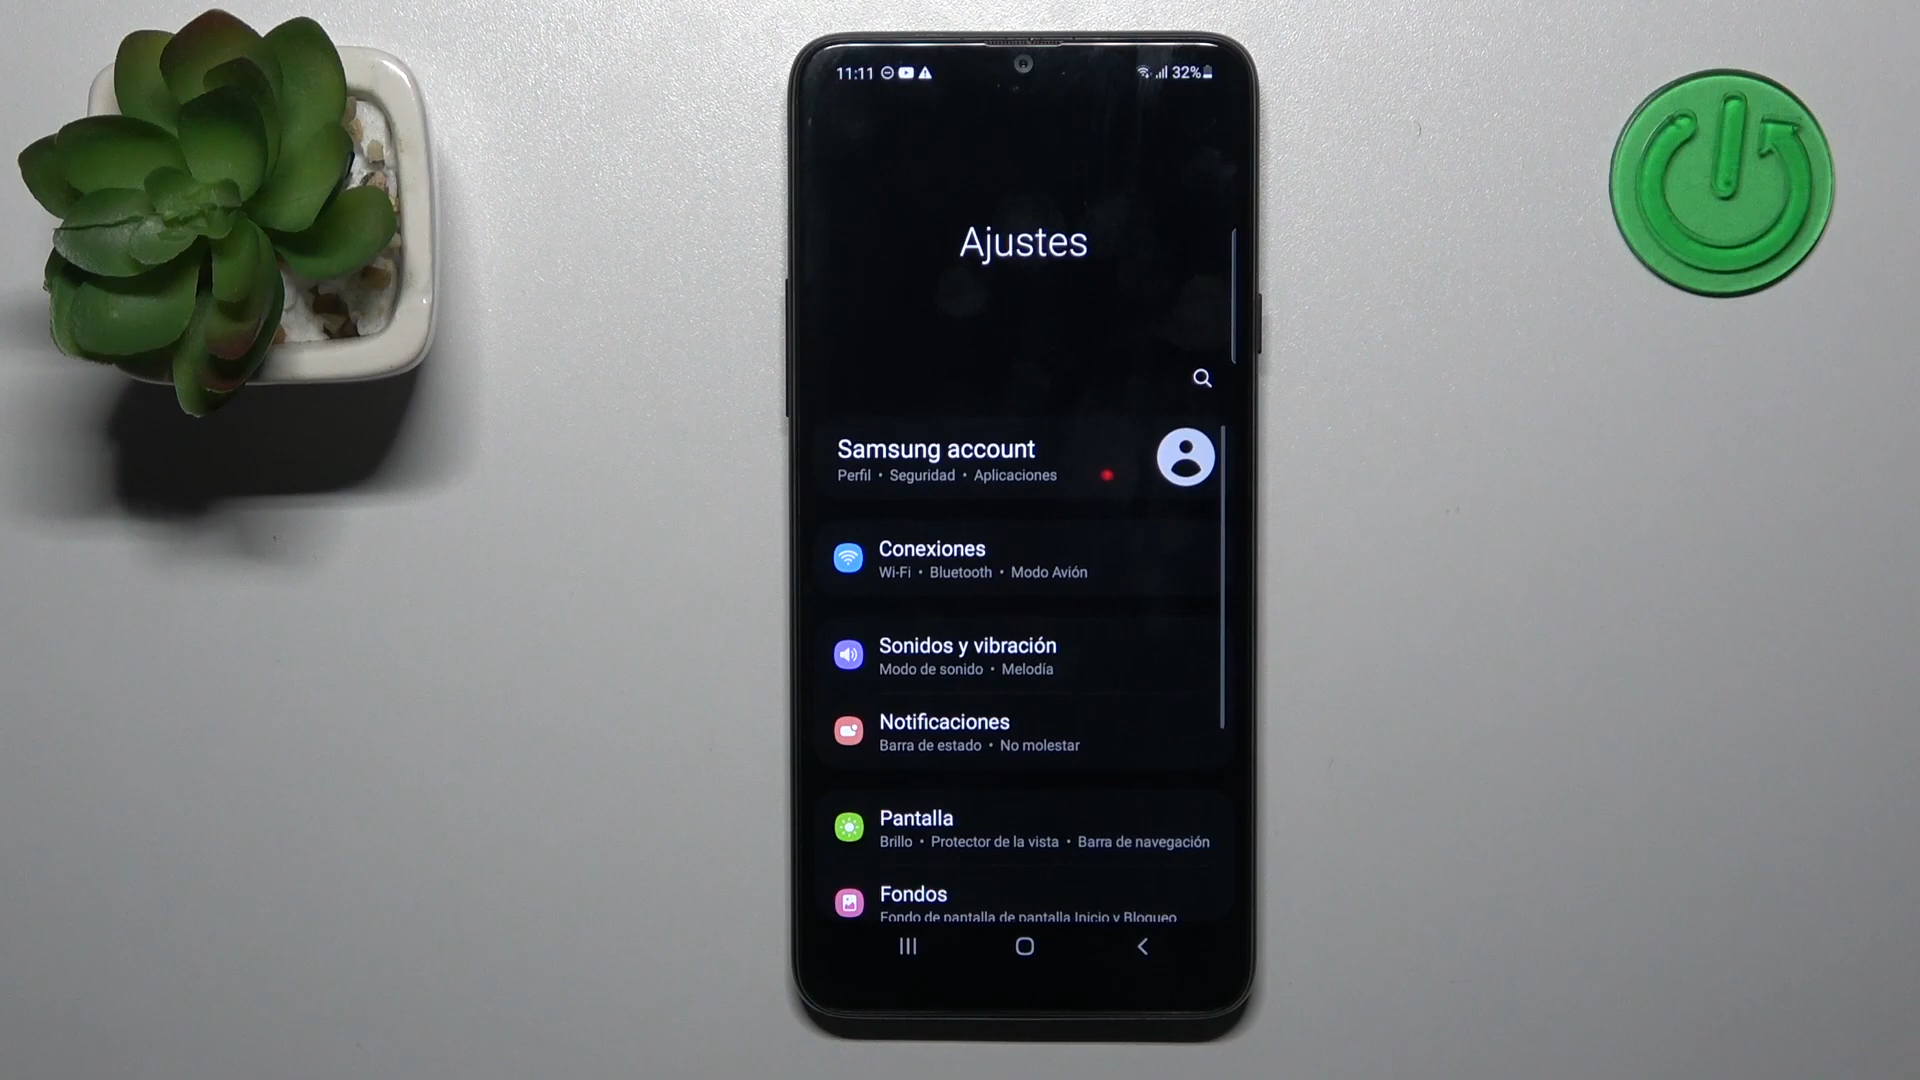 11:11 32%
Ajustes
Samsung account
Perfil • Seguridad • Aplicaciones
Conexiones
Wi-Fi • Bluetooth • Modo Avión
Sonidos y vibración
Modo de sonido • Melodía
Notificaciones
Barra de estado • No molestar
Pantalla
Brillo • Protector de la vista • Barra de navegación
Fondos
Fondo de pantalla de pantalla Inicio y Bloqueo